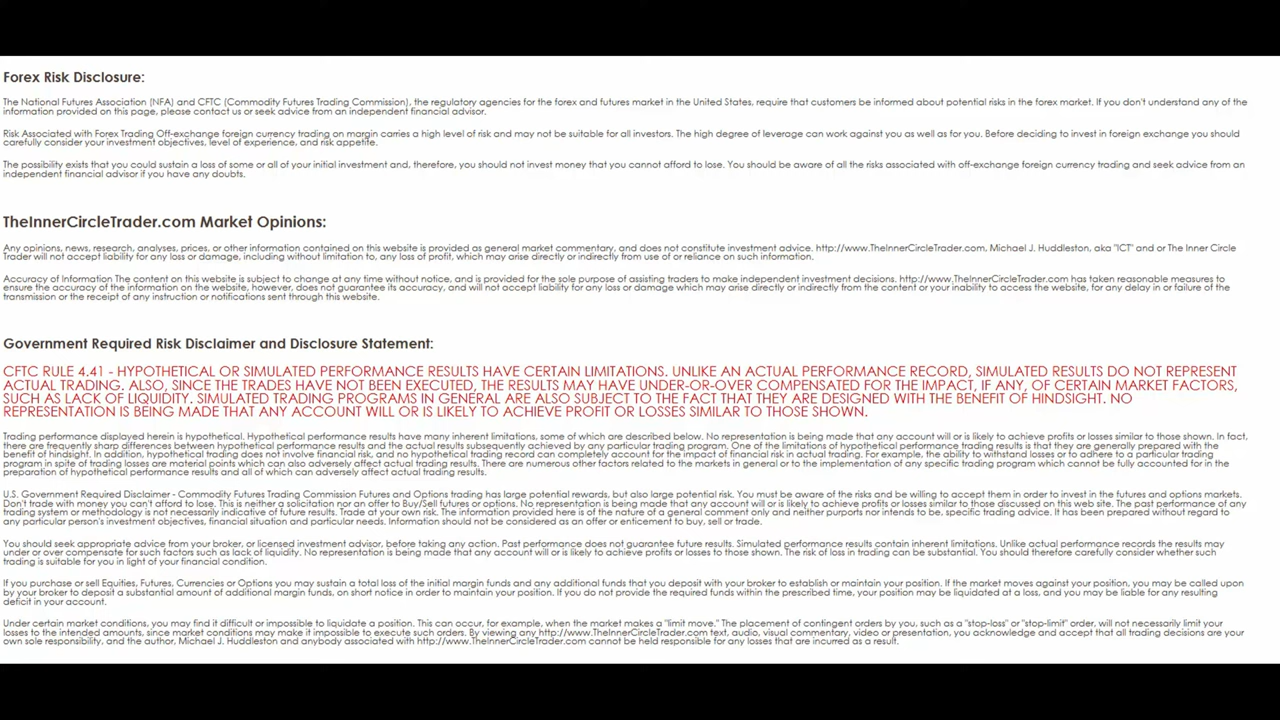 Forex Risk Disclosure:
The National Futures Association (NFA) and CFTC (Commodity Futures Trading Commission), the regulatory agencies for the forex and futures market in the United States, require that customers be informed about potential risks in the forex market. If you don't understand any of the
information provided on this page, please contact us or seek advice from an independent financial advisor.
Risk Associated with Forex Trading Off-exchange foreign currency trading on margin carries a high level of risk and may not be suitable for all investors. The high degree of leverage can work against you as well as for you. Before deciding to invest in foreign exchange you should
carefully consider your investment objectives, level of experience, and risk appetite.
The possibility exists that you could sustain a loss of some or all of your initial investment and, therefore, you should not invest money that you cannot afford to lose. You should be aware of all the risks associated with off-exchange foreign currency trading and seek advice from an
independent financial advisor if you have any doubts.
TheInnerCircleTrader.com Market Opinions:
Any opinions, news, research, analyses, prices, or other information contained on this website is provided as general market commentary, and does not constitute investment advice. http://www.TheInnerCircleTrader.com, Michael J. Huddleston, aka "ICT" and or The Inner Circle
Trader will not accept liability for any loss or damage, including without limitation to, any loss of profit, which may arise directly or indirectly from use of or reliance on such information.
Accuracy of Information The content on this website is subject to change at any time without notice, and is provided for the sole purpose of assisting traders to make independent investment decisions. http://www.TheInnerCircleTrader.com has taken reasonable measures to
ensure the accuracy of the information on the website, however, does not guarantee its accuracy, and will not accept liability for any loss or damage which may arise directly or indirectly from the content or your inability to access the website, for any delay in or failure of the
transmission or the receipt of any instruction or notifications sent through this website.
Government Required Risk Disclaimer and Disclosure Statement:
CFTC RULE 4.41 - HYPOTHETICAL OR SIMULATED PERFORMANCE RESULTS HAVE CERTAIN LIMITATIONS. UNLIKE AN ACTUAL PERFORMANCE RECORD, SIMULATED RESULTS DO NOT REPRESENT
ACTUAL TRADING. ALSO, SINCE THE TRADES HAVE NOT BEEN EXECUTED, THE RESULTS MAY HAVE UNDER-OR-OVER COMPENSATED FOR THE IMPACT, IF ANY, OF CERTAIN MARKET FACTORS,
SUCH AS LACK OF LIQUIDITY. SIMULATED TRADING PROGRAMS IN GENERAL ARE ALSO SUBJECT TO THE FACT THAT THEY ARE DESIGNED WITH THE BENEFIT OF HINDSIGHT. NO
REPRESENTATION IS BEING MADE THAT ANY ACCOUNT WILL OR IS LIKELY TO ACHIEVE PROFIT OR LOSSES SIMILAR TO THOSE SHOWN.
Trading performance displayed herein is hypothetical. Hypothetical performance results have many inherent limitations, some of which are described below. No representation is being made that any account will or is likely to achieve profits or losses similar to those shown. In fact,
there are frequently sharp differences between hypothetical performance results and the actual results subsequently achieved by any particular trading program. One of the limitations of hypothetical performance trading results is that they are generally prepared with the
benefit of hindsight. In addition, hypothetical trading does not involve financial risk, and no hypothetical trading record can completely account for the impact of financial risk in actual trading. For example, the ability to withstand losses or to adhere to a particular trading
program in spite of trading losses are material points which can also adversely affect actual trading results. There are numerous other factors related to the markets in general or to the implementation of any specific trading program which cannot be fully accounted for in the
preparation of hypothetical performance results and all of which can adversely affect actual trading results.
U.S. Government Required Disclaimer - Commodity Futures Trading Commission Futures and Options trading has large potential rewards, but also large potential risk. You must be aware of the risks and be willing to accept them in order to invest in the futures and options markets.
Don't trade with money you can't afford to lose. This is neither a solicitation nor an offer to Buy/Sell futures or options. No representation is being made that any account will or is likely to achieve profits or losses similar to those discussed on this web site. The past performance of any
trading system or methodology is not necessarily indicative of future results. Trade at your own risk. The information provided here is of the nature of a general comment only and neither purports nor intends to be, specific trading advice. It has been prepared without regard to
any particular person's investment objectives, financial situation and particular needs. Information should not be considered as an offer or enticement to buy, sell or trade.
You should seek appropriate advice from your broker, or licensed investment advisor, before taking any action. Past performance does not guarantee future results. Simulated performance results contain inherent limitations. Unlike actual performance records the results may
under or over compensate for such factors such as lack of liquidity. No representation is being made that any account will or is likely to achieve profits or losses to those shown. The risk of loss in trading can be substantial. You should therefore carefully consider whether such
trading is suitable for you in light of your financial condition.
If you purchase or sell Equities, Futures, Currencies or Options you may sustain a total loss of the initial margin funds and any additional funds that you deposit with your broker to establish or maintain your position. If the market moves against your position, you may be called upon
by your broker to deposit a substantial amount of additional margin funds, on short notice in order to maintain your position. If you do not provide the required funds within the prescribed time, your position may be liquidated at a loss, and you may be liable for any resulting
deficit in your account.
Under certain market conditions, you may find it difficult or impossible to liquidate a position. This can occur, for example, when the market makes a "limit move." The placement of contingent orders by you, such as a "stop-loss" or "stop-limit" order, will not necessarily limit your
losses to the intended amounts, since market conditions may make it impossible to execute such orders. By viewing any http://www.TheInnerCircleTrader.com text, audio, visual commentary, video or presentation, you acknowledge and accept that all trading decisions are your
own sole responsibility, and the author, Michael J. Huddleston and anybody associated with http://www.TheInnerCircleTrader.com cannot be held responsible for any losses that are incurred as a result.